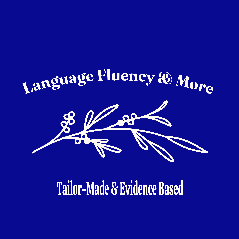 Language Fluency & More
Tailor-Made & Evidence Based